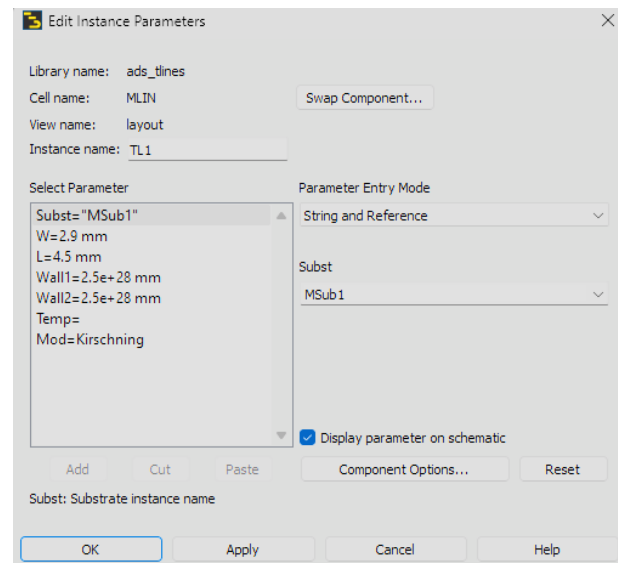 Edit Instance Parameters
Library name: ads_tlines
Cell name: MLIN
Swap Component...
View name: layout
Instance name: TL1
Select Parameter
Parameter Entry Mode
Subst="MSub1"
String and Reference
W=2.9 mm
L=4.5 mm
Subst
Wall1=2.5e+28 mm
Wall2=2.5e+28 mm
MSub1
Temp=
Mod=Kirschning
Display parameter on schematic
Add Cut Paste
Component Options... Reset
Subst: Substrate instance name
OK Apply Cancel Help